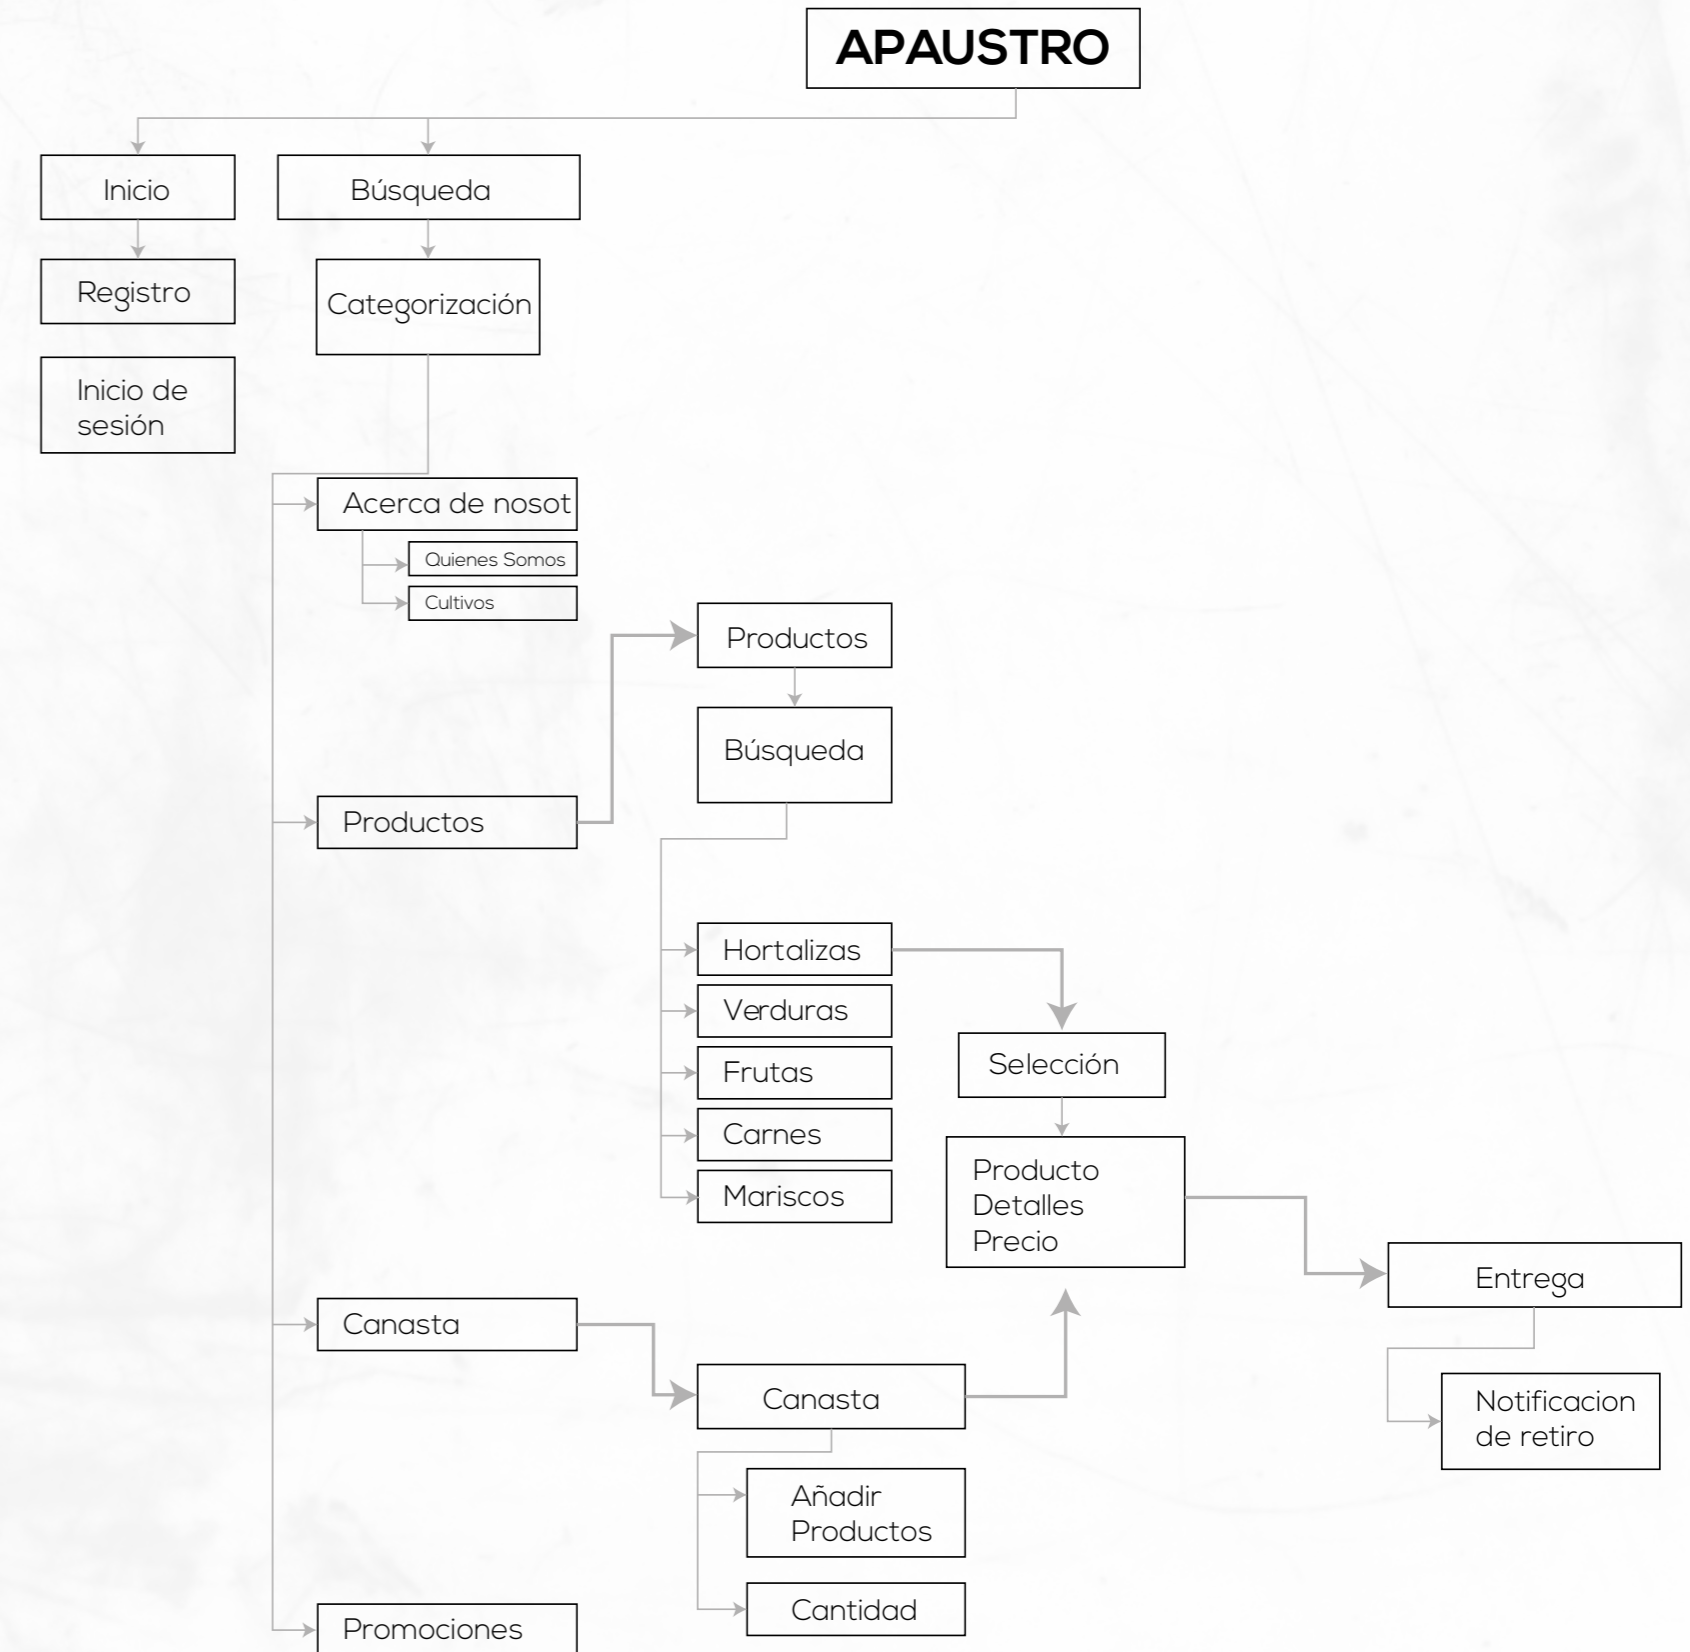 APAUSTRO
Inicio
Búsqueda
Registro
Categorización
Inicio de
sesión
Acerca de nosot
Quienes Somos
Cultivos
Productos
Búsqueda
Productos
Hortalizas
Verduras
Frutas
Carnes
Mariscos
Selección
Producto
Detalles
Precio
Entrega
Notificacion
de retiro
Canasta
Canasta
Añadir
Productos
Cantidad
Promociones